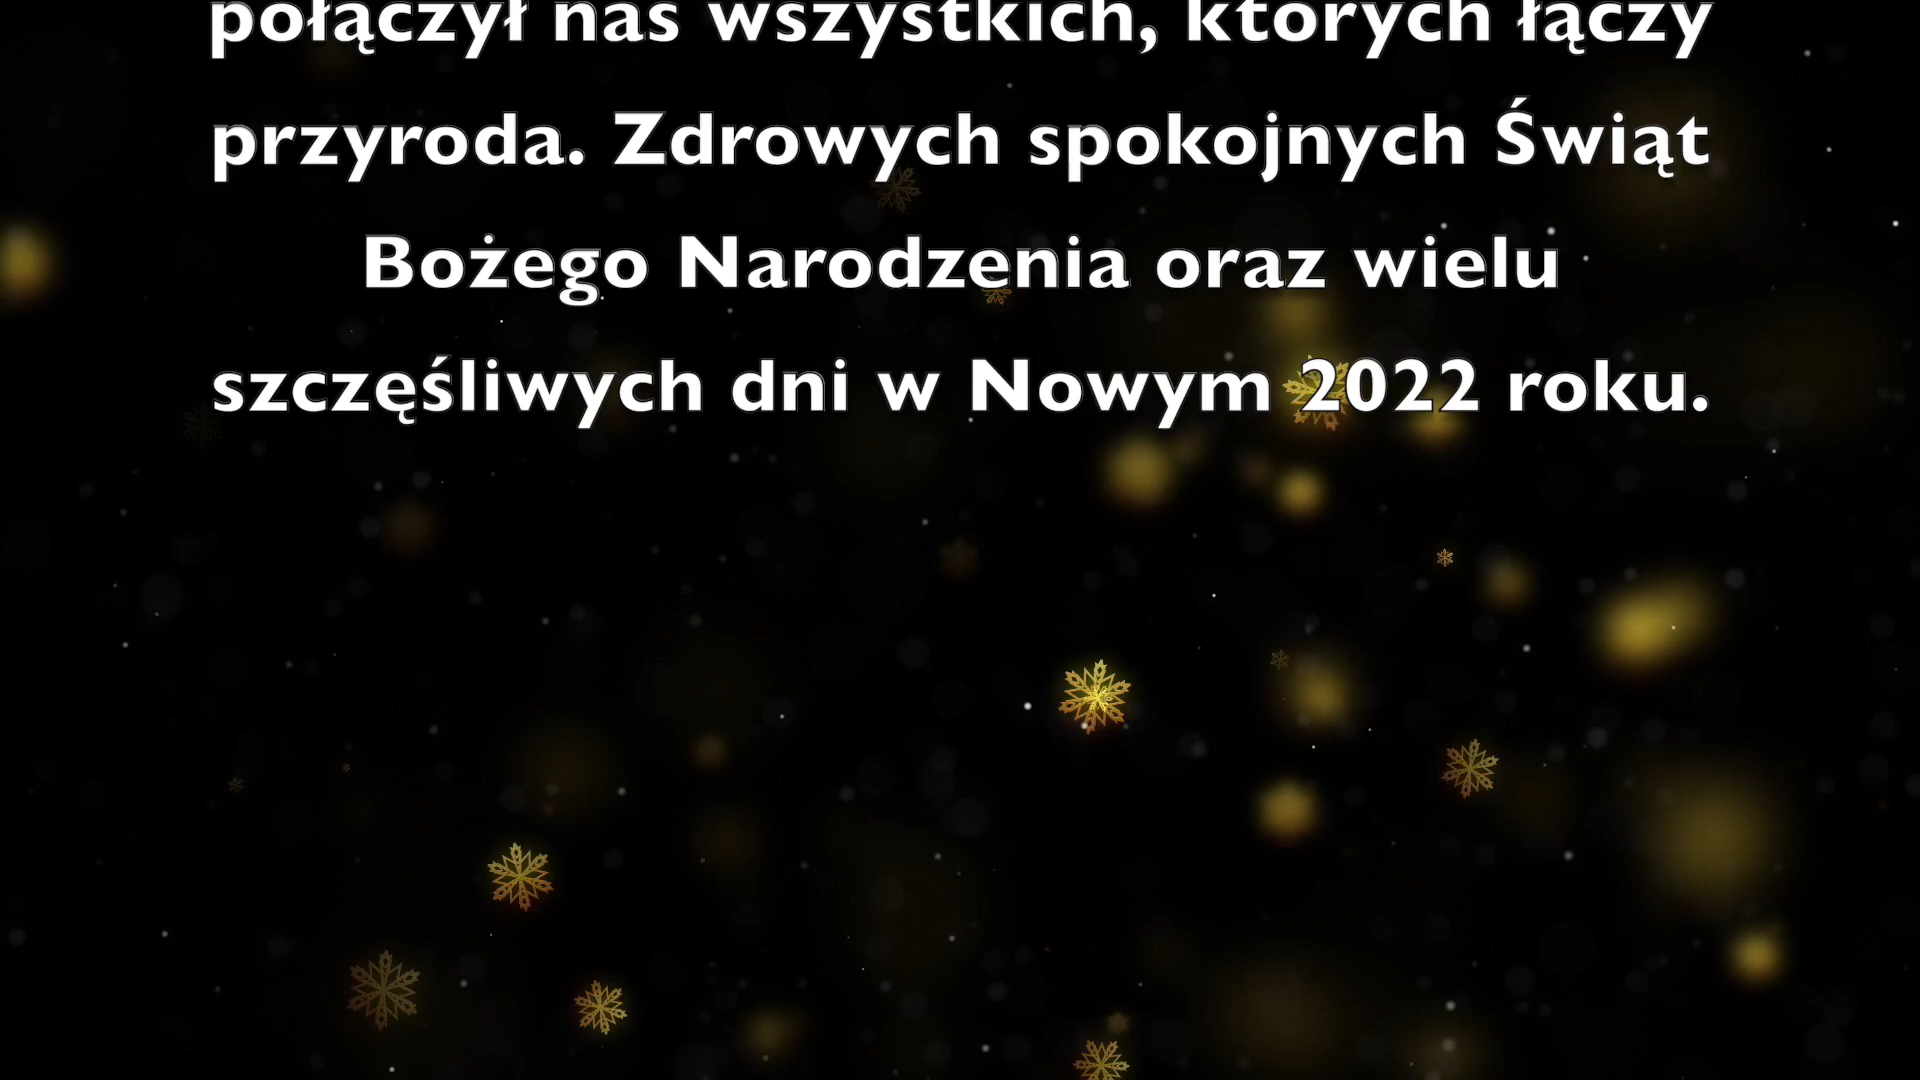 połączył nas wszystkich, których łączy
przyroda. Zdrowych spokojnych Świąt
Bożego Narodzenia oraz wielu
szczęśliwych dni w Nowym 2022 roku.